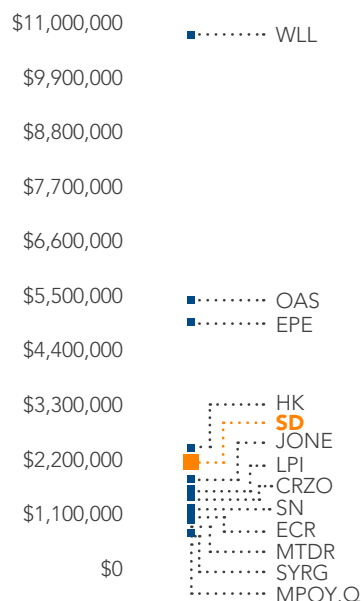 $11,000,000
WLL
$9,900,000
$8,800,000
$7,700,000
$6,600,000
$5,500,000
OAS
EPE
$4,400,000
$3,300,000
HK
SD
JONE
$2,200,000
LPI
CRZO
SN
$1,100,000
ECR
MTDR
$0
SYRG
MPOY.O